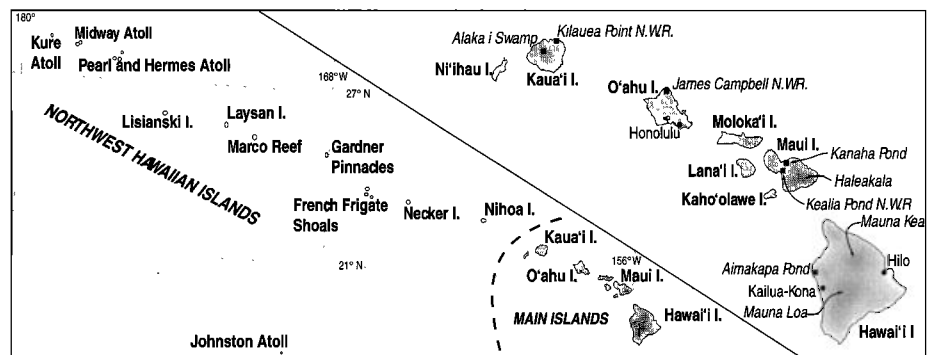 180°
Kure
Atoll
Midway Atoll
Pearl and Hermes Atoll
168°W
27° N
Lisianski I.
Laysan I.
Marco Reef
Gardner
Pinnacles
NORTHWEST HAWAIIAN ISLANDS
French Frigate
Shoals
Necker I.
Nihoa I.
21° N
Johnston Atoll
Kaua'i I.
O'ahu I.
156°W
Maui I.
MAIN ISLANDS
Hawai'i I.
Alaka i Swamp
Kilauea Point N.W.R.
Ni'ihau I.
Kaua'i I.
O'ahu I.
James Campbell N.WR.
Honolulu
Moloka'i I.
Maui I.
Kanaha Pond
Lana'i I.
Haleakala
Kaho'olawe I.
Kealia Pond N.W.R
Mauna Kea
Aimakapa Pond
Hilo
Kailua-Kona
Mauna Loa
Hawai'i I